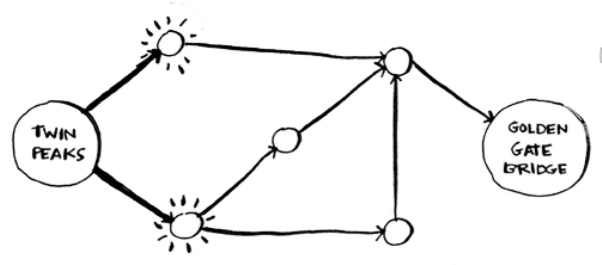 TWIN
PEAKS
GOLDEN
GATE
BRIDGE